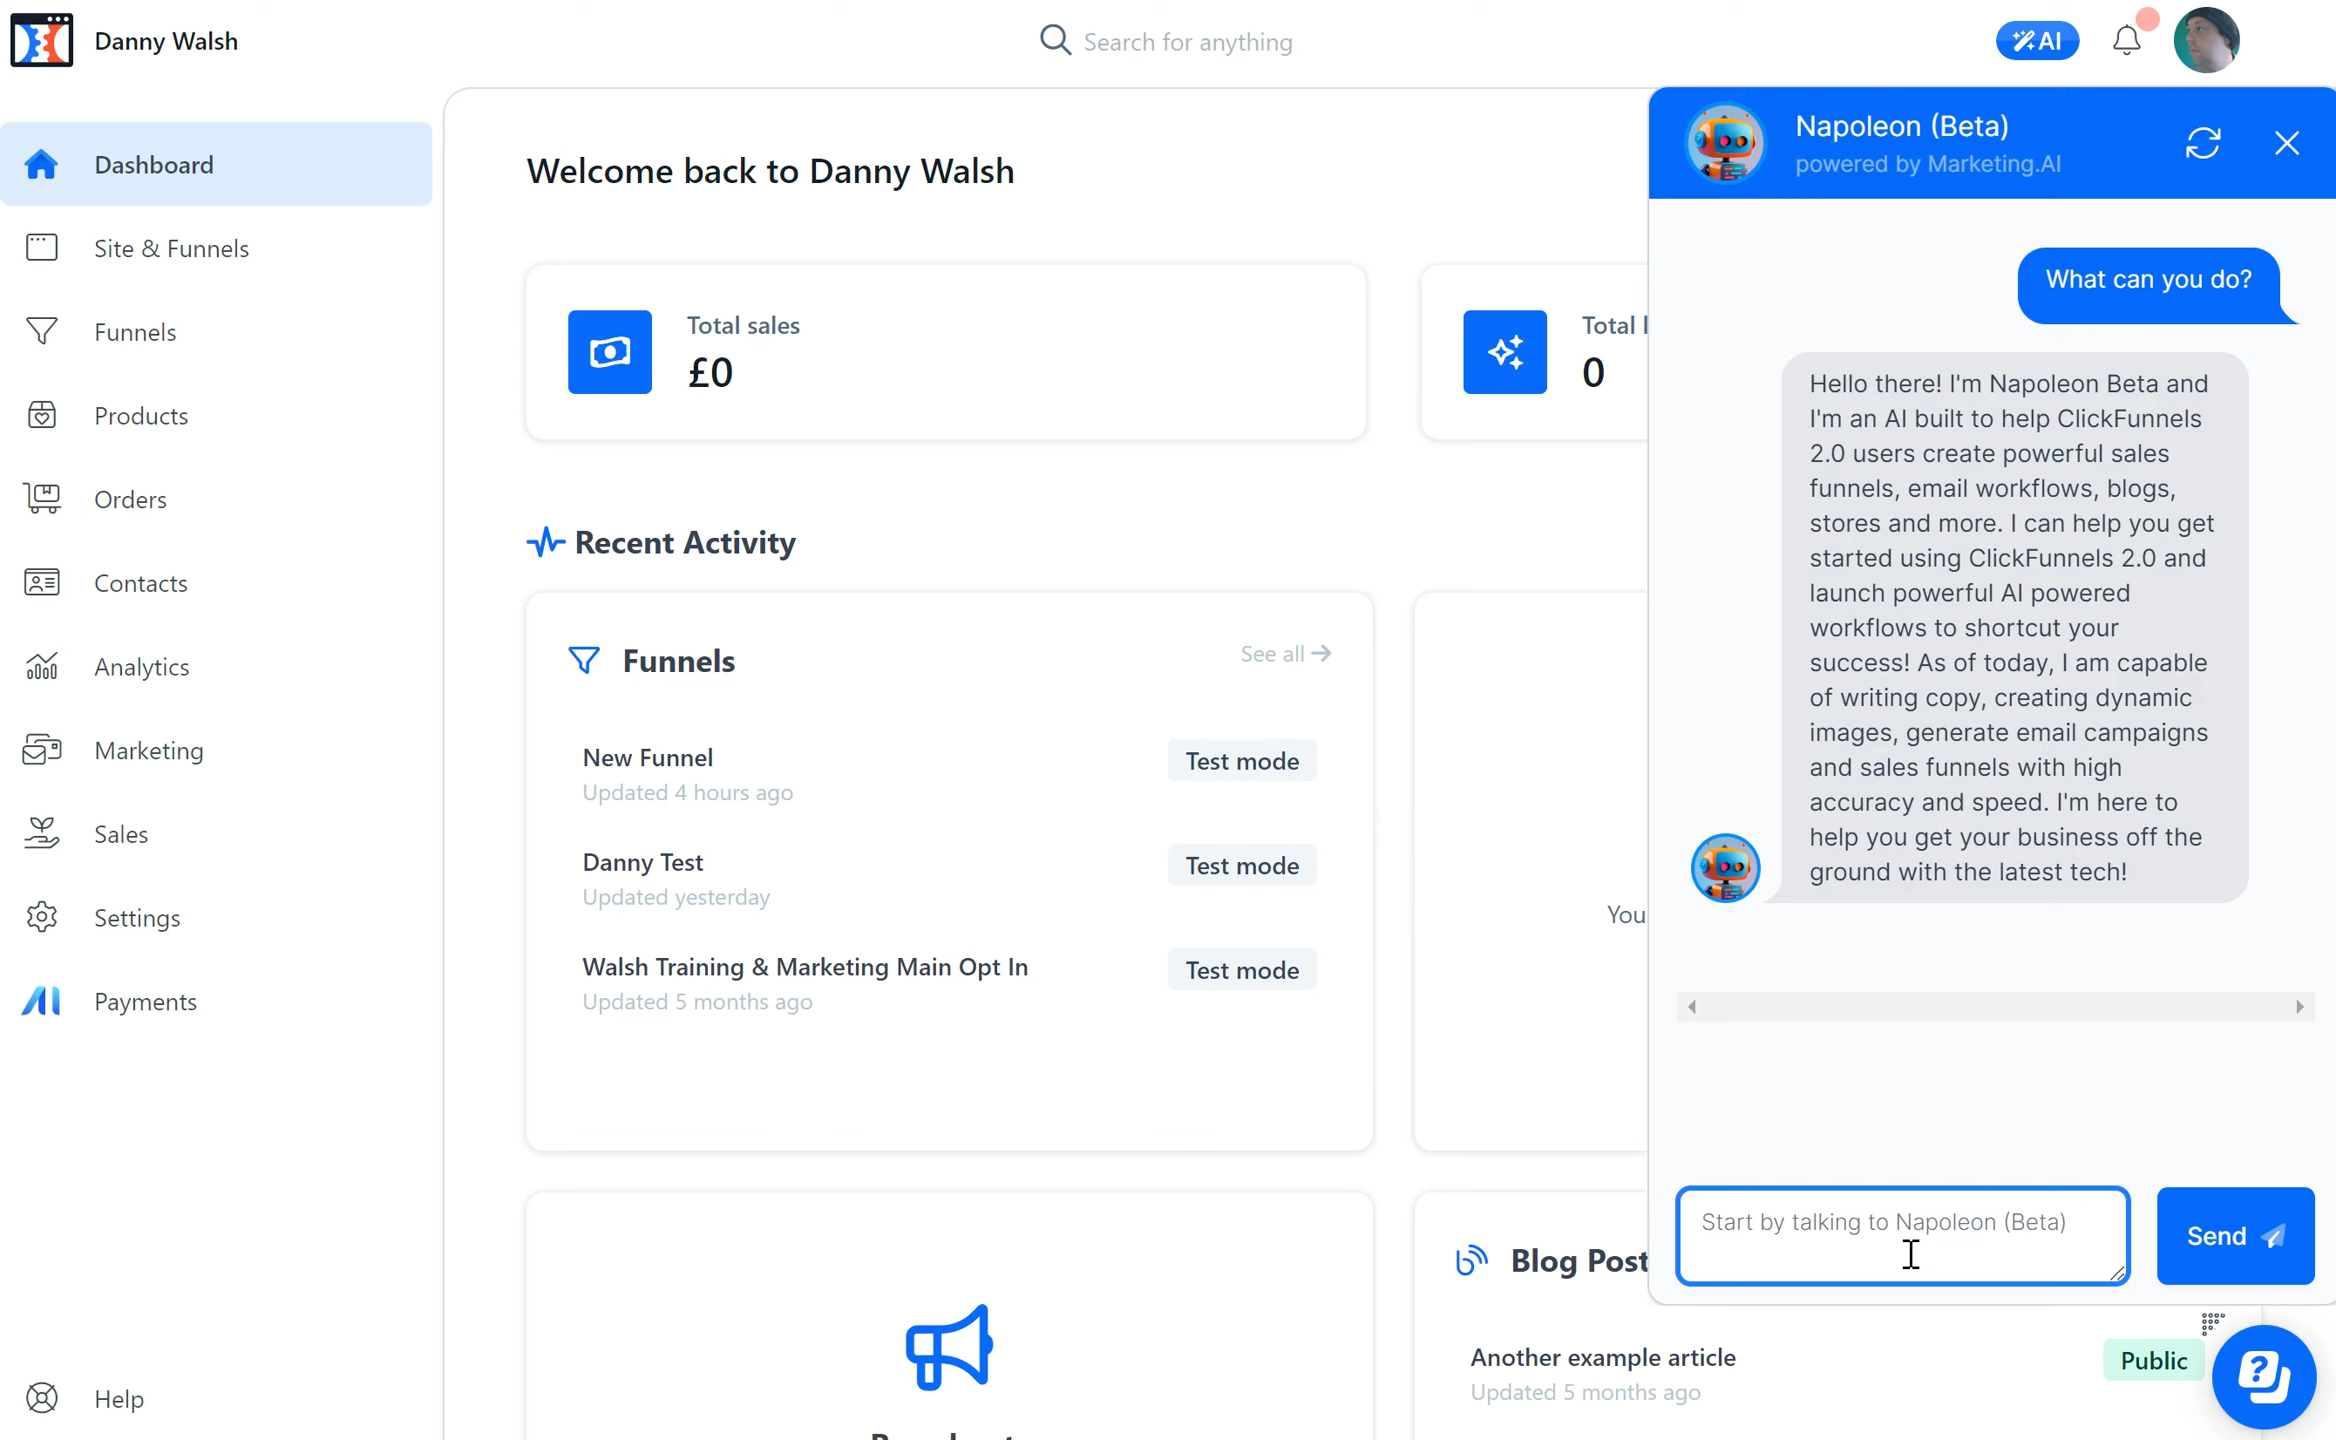 Danny Walsh
Search for anything
AI
Dashboard
Site & Funnels
Funnels
Products
Orders
Contacts
Analytics
Marketing
Sales
Settings
Payments
Help
Welcome back to Danny Walsh
Total sales
£0
Total
0
Recent Activity
Funnels
See all
New Funnel
Updated 4 hours ago
Test mode
Danny Test
Updated yesterday
Test mode
Walsh Training & Marketing Main Opt In
Updated 5 months ago
Test mode
You
Blog Post
Another example article
Updated 5 months ago
Public
Napoleon (Beta)
powered by Marketing.AI
What can you do?
Hello there! I'm Napoleon Beta and
I'm an AI built to help ClickFunnels
2.0 users create powerful sales
funnels, email workflows, blogs,
stores and more. I can help you get
started using ClickFunnels 2.0 and
launch powerful AI powered
workflows to shortcut your
success! As of today, I am capable
of writing copy, creating dynamic
images, generate email campaigns
and sales funnels with high
accuracy and speed. I'm here to
help you get your business off the
ground with the latest tech!
Start by talking to Napoleon (Beta)
Send